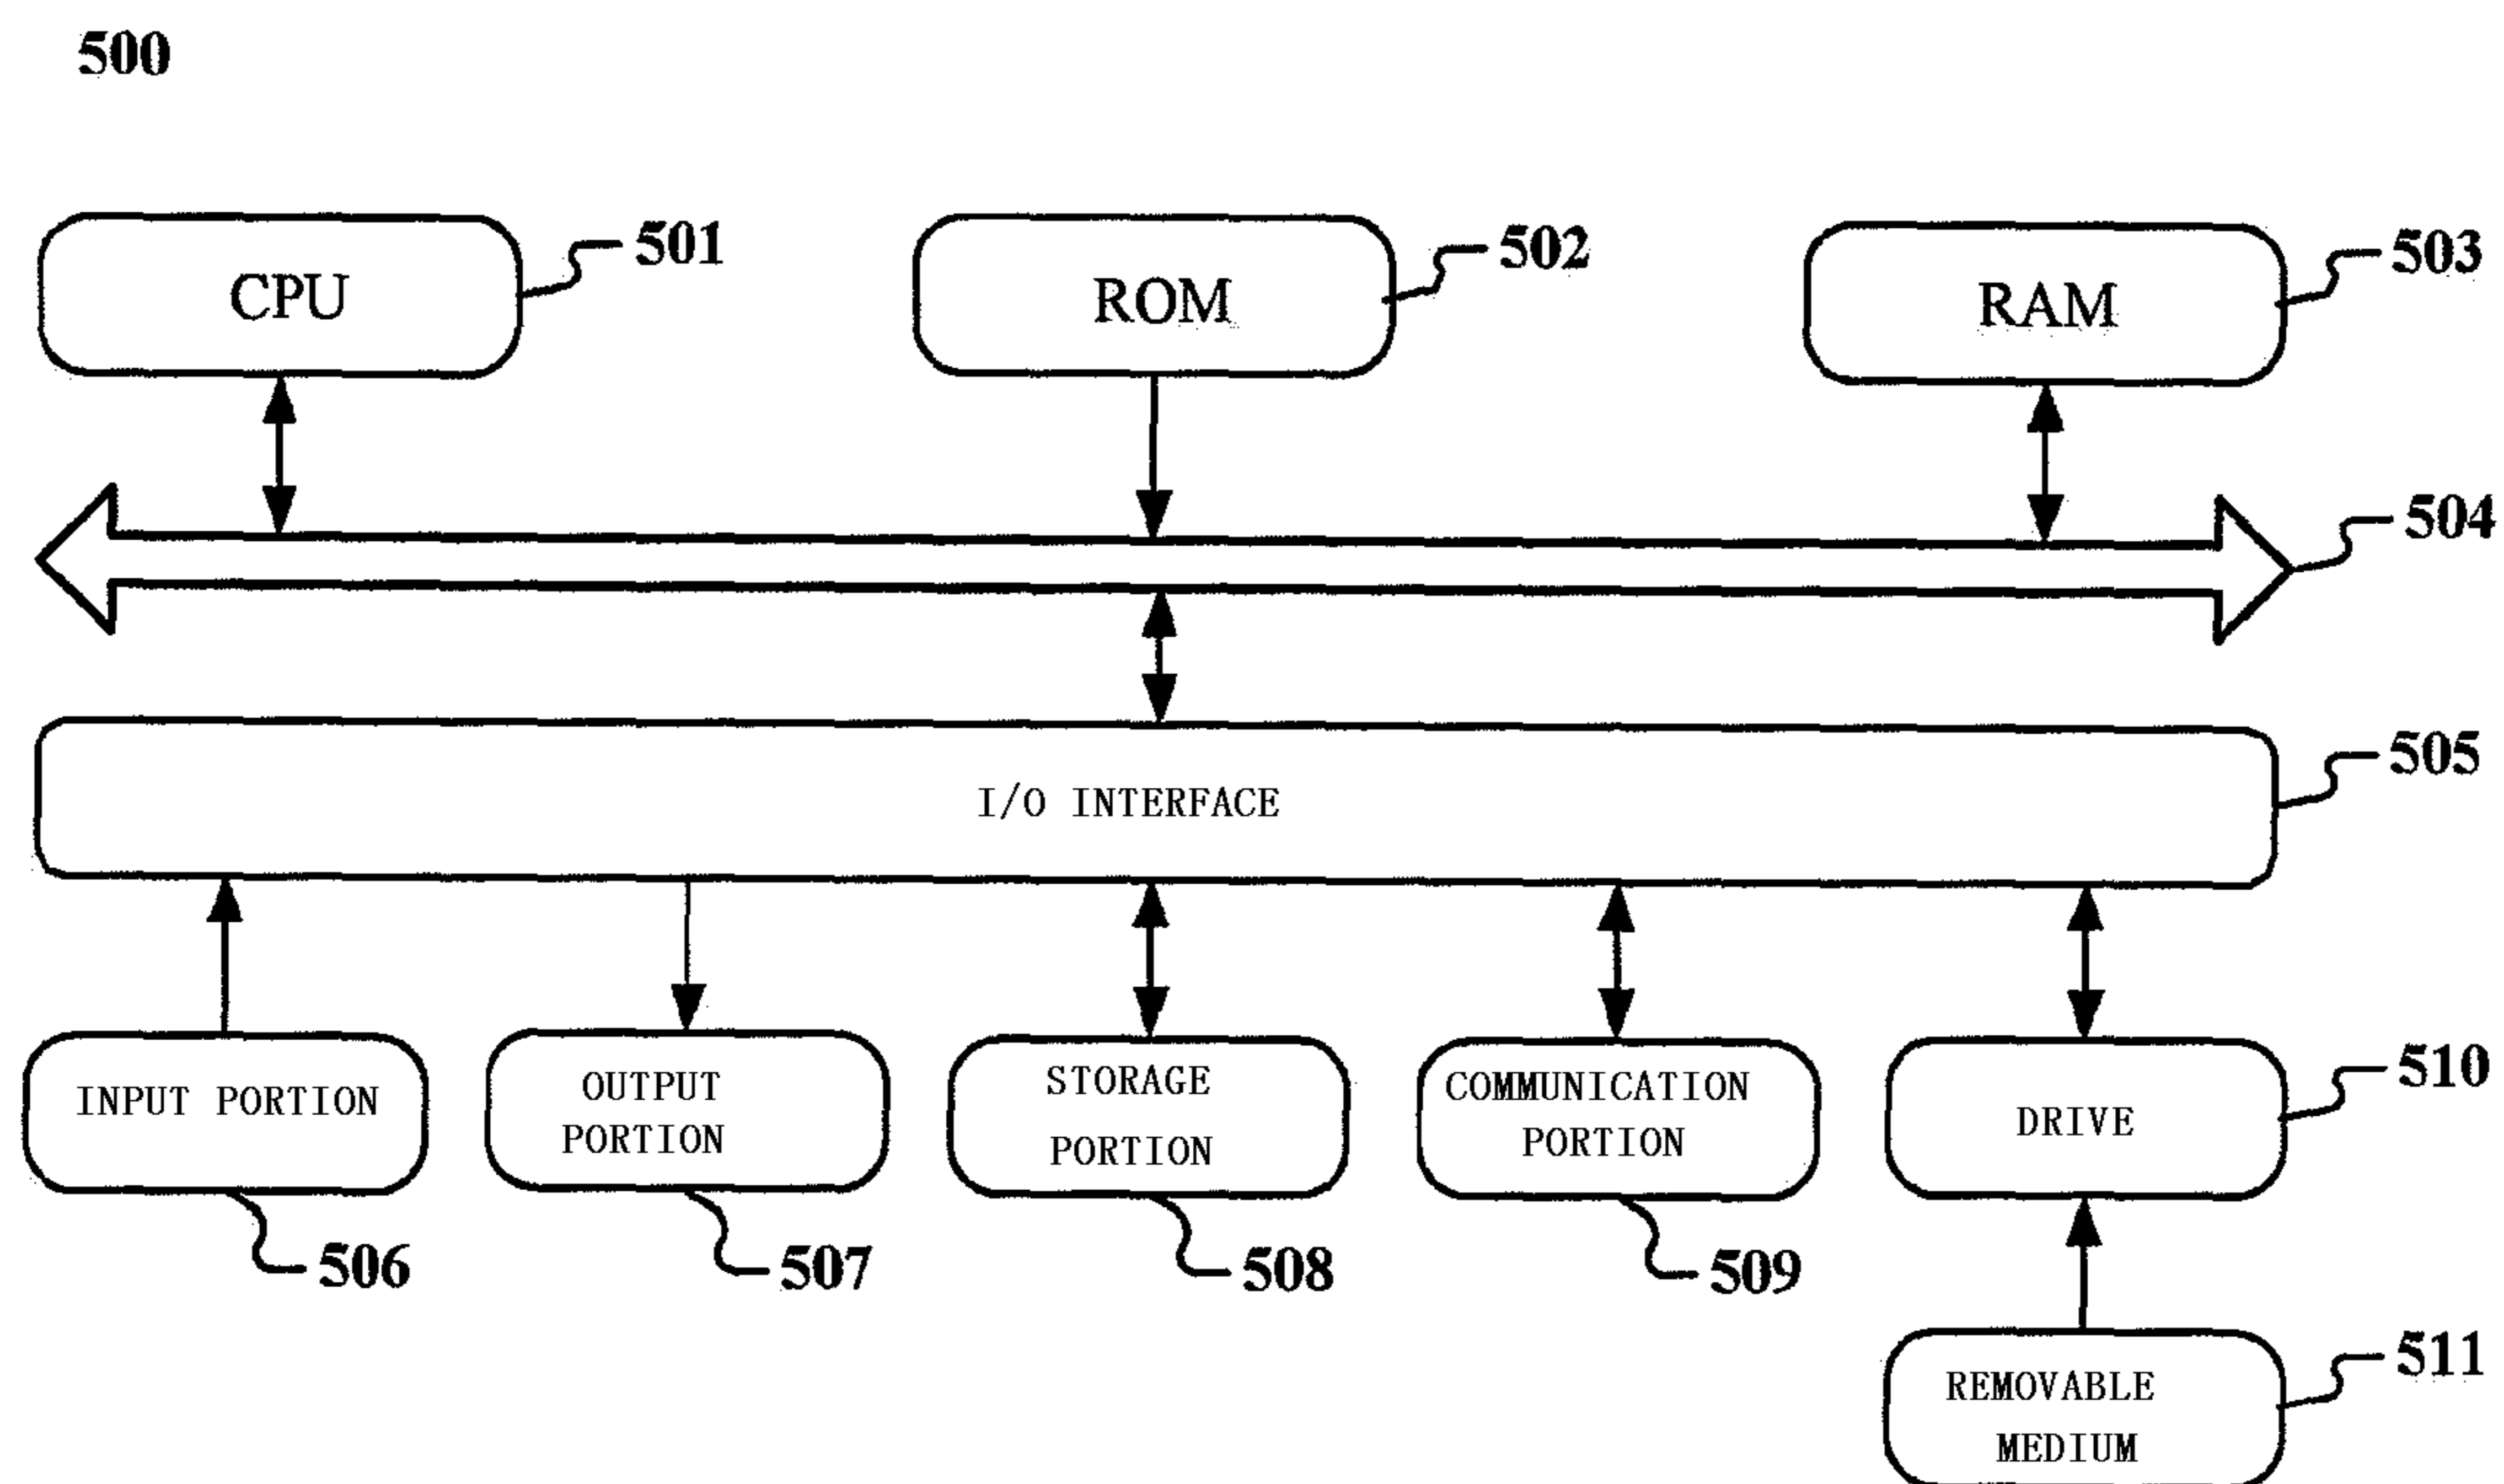 500
CPU
501
ROM
502
RAM
503
504
I/O INTERFACE
505
INPUT PORTION
506
OUTPUT
PORTION
507
STORAGE
PORTION
508
COMMUNICATION
PORTION
509
DRIVE
510
REMOVABLE
MEDIUM
511